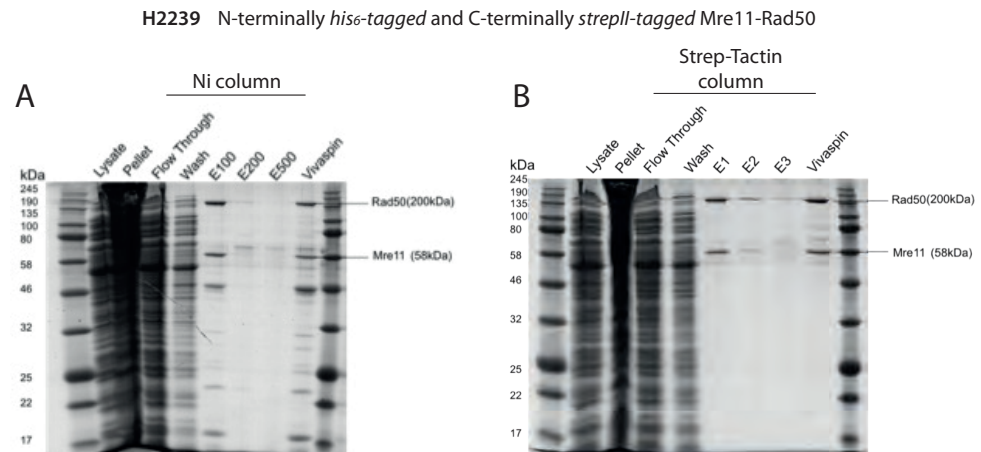 H2239 N-terminally his6-tagged and C-terminally strepII-tagged Mre11-Rad50
A
Ni column
Lysate
Pellet
Flow Through
Wash
E100
E200
E500
Vivaspin
kDa
245
190
135
100
80
58
46
32
25
22
17
Rad50(200kDa)
Mre11 (58kDa)
B
Strep-Tactin
column
Lysate
Pellet
Flow Through
Wash
E1
E2
E3
Vivaspin
kDa
245
190
135
100
80
58
46
32
25
22
17
Rad50(200kDa)
Mre11 (58kDa)